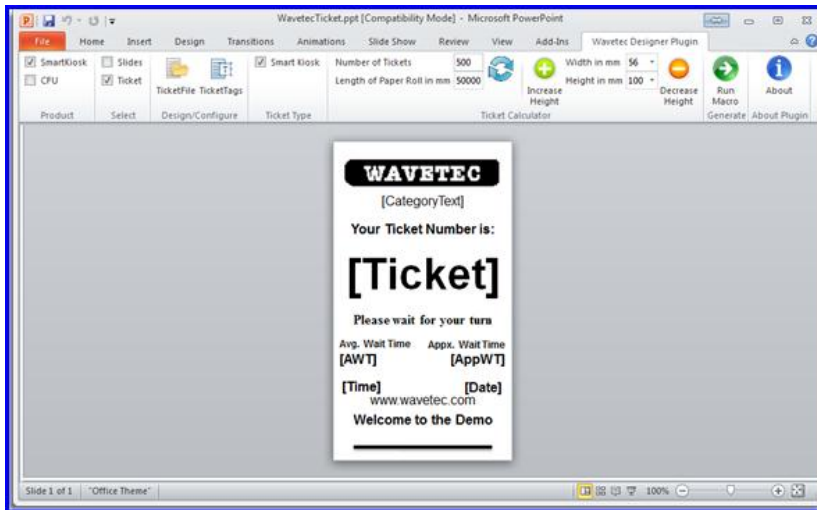 WavetecTicket.ppt [Compatibility Mode] - Microsoft PowerPoint
File Home Insert Design Transitions Animations Slide Show Review View Add-Ins Wavetec Designer Plugin
SmartKiosk Slides Smart Kiosk Number of Tickets 500 Width in mm 56
CFU Ticket TicketFile TicketTags Length of Paper Roll in mm 50000 Increase Height Height in mm 100 Decrease Height Run Macro About
Product Select Design/Configure Ticket Type Ticket Calculator Generate About Plugin
WAVETEC
[CategoryText]
Your Ticket Number is:
[Ticket]
Please wait for your turn
Avg. Wait Time Appx. Wait Time
[AWT] [AppWT]
[Time] [Date]
www.wavetec.com
Welcome to the Demo
Slide 1 of 1 "Office Theme" 100%